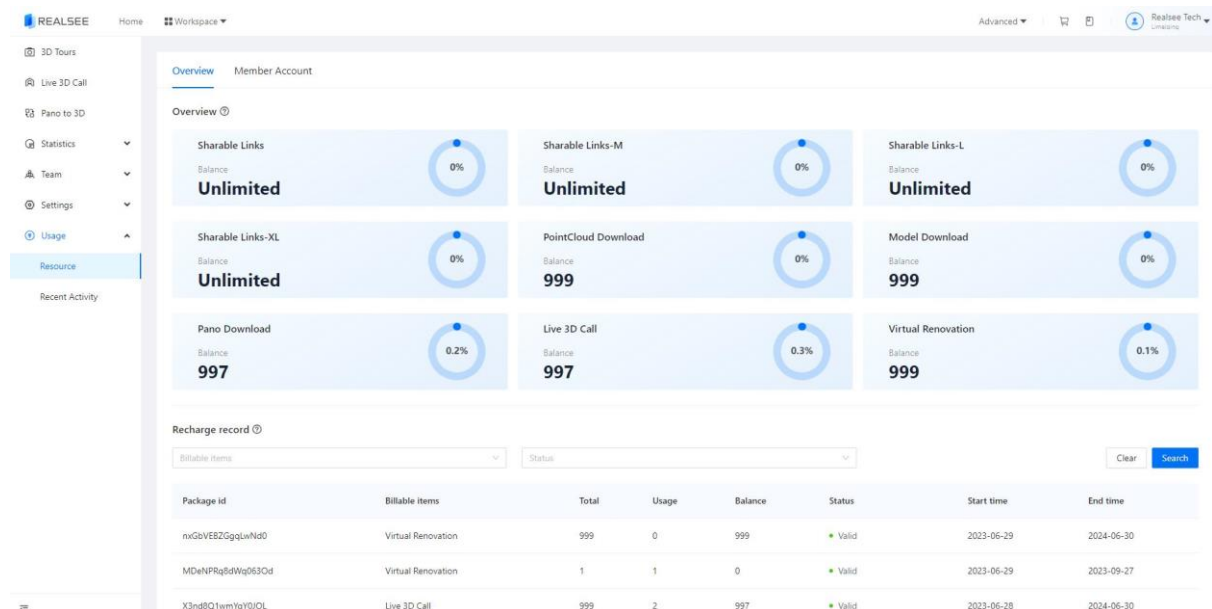 REALSEE Home Workspace Advanced Realsee Tech
3D Tours
Live 3D Call
Pano to 3D
Statistics
Team
Settings
Usage
Resource
Recent Activity
Overview Member Account
Overview
Sharable Links
Balance
Unlimited
0%
Sharable Links-M
Balance
Unlimited
0%
Sharable Links-L
Balance
Unlimited
0%
Sharable Links-XL
Balance
Unlimited
0%
PointCloud Download
Balance
999
0%
Model Download
Balance
999
0%
Pano Download
Balance
997
0.2%
Live 3D Call
Balance
997
0.3%
Virtual Renovation
Balance
999
0.1%
Recharge record
Billable items Status Clear Search
Package id Billable items Total Usage Balance Status Start time End time
nxGbVEBZGgqLwNd0 Virtual Renovation 999 0 999 Valid 2023-06-29 2024-06-30
MDeNPRq8dWq063Od Virtual Renovation 1 1 0 Valid 2023-06-29 2023-09-27
X3nd8Q1wmYqY0JOL Live 3D Call 999 2 997 Valid 2023-06-28 2024-06-30